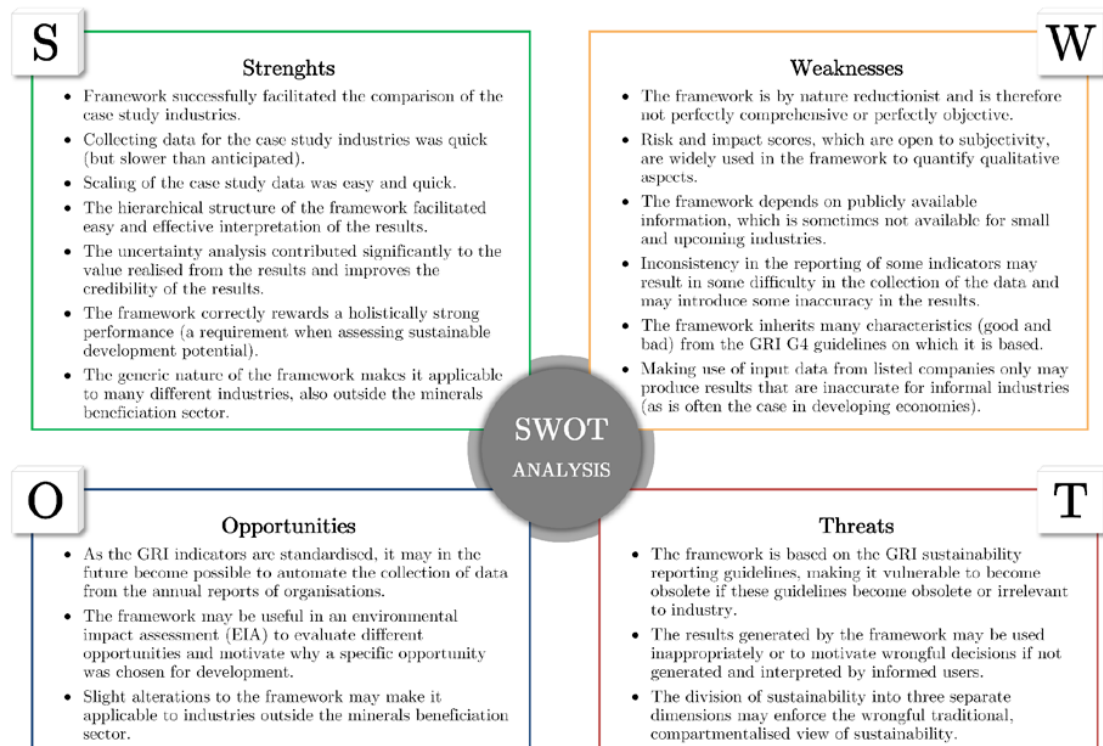 S
Strenghts
• Framework successfully facilitated the comparison of the
case study industries.
• Collecting data for the case study industries was quick
(but slower than anticipated).
• Scaling of the case study data was easy and quick.
• The hierarchical structure of the framework facilitated
easy and effective interpretation of the results.
• The uncertainty analysis contributed significantly to the
value realised from the results and improves the
credibility of the results.
• The framework correctly rewards a holistically strong
performance (a requirement when assessing sustainable
development potential).
• The generic nature of the framework makes it applicable
to many different industries, also outside the minerals
beneficiation sector.
W
Weaknesses
• The framework is by nature reductionist and is therefore
not perfectly comprehensive or perfectly objective.
• Risk and impact scores, which are open to subjectivity,
are widely used in the framework to quantify qualitative
aspects.
• The framework depends on publicly available
information, which is sometimes not available for small
and upcoming industries.
• Inconsistency in the reporting of some indicators may
result in some difficulty in the collection of the data and
may introduce some inaccuracy in the results.
• The framework inherits many characteristics (good and
bad) from the GRI G4 guidelines on which it is based.
• Making use of input data from listed companies only may
produce results that are inaccurate for informal industries
(as is often the case in developing economies).
SWOT
ANALYSIS
O
Opportunities
• As the GRI indicators are standardised, it may in the
future become possible to automate the collection of data
from the annual reports of organisations.
• The framework may be useful in an environmental
impact assessment (EIA) to evaluate different
opportunities and motivate why a specific opportunity
was chosen for development.
• Slight alterations to the framework may make it
applicable to industries outside the minerals beneficiation
sector.
T
Threats
• The framework is based on the GRI sustainability
reporting guidelines, making it vulnerable to become
obsolete if these guidelines become obsolete or irrelevant
to industry.
• The results generated by the framework may be used
inappropriately or to motivate wrongful decisions if not
generated and interpreted by informed users.
• The division of sustainability into three separate
dimensions may enforce the wrongful traditional,
compartmentalised view of sustainability.